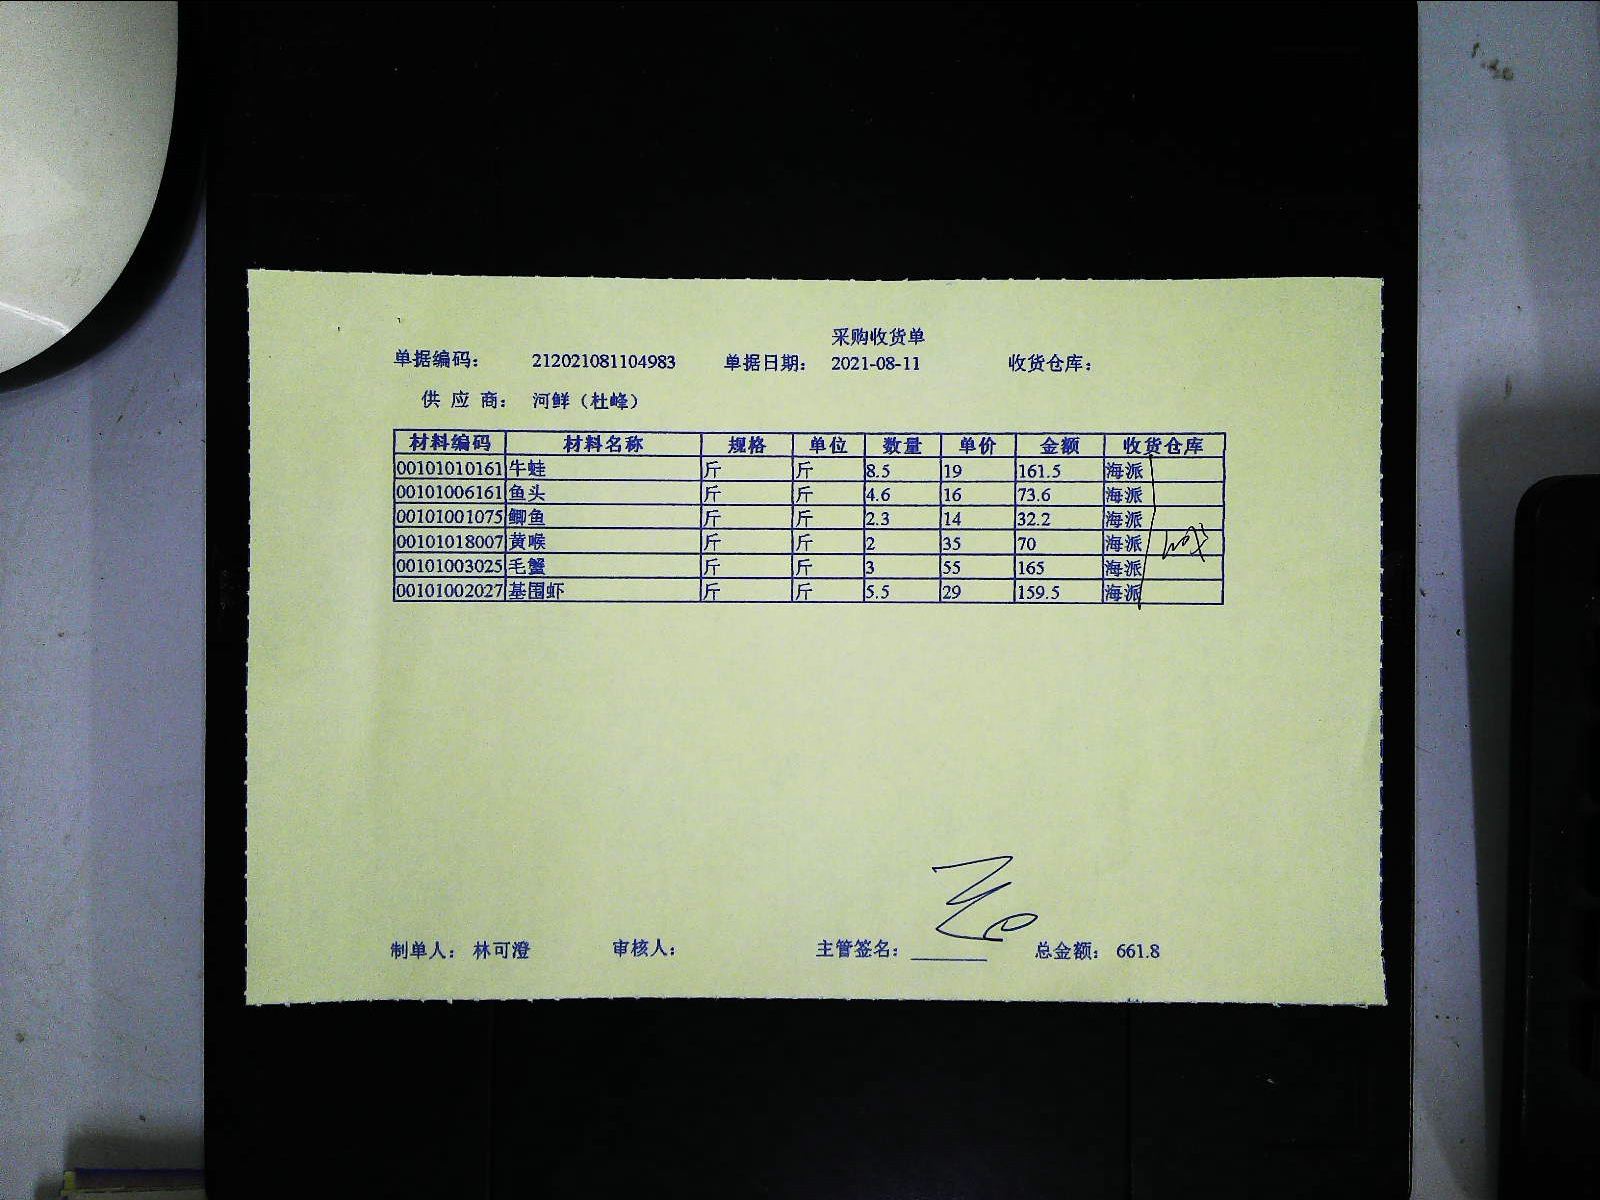 采购收货单
单据编码： 212021081104983 单据日期： 2021-08-11 收货仓库：
供 应 商： 河鲜（杜峰）
材料编码 材料名称 规格 单位 数量 单价 金额 收货仓库
00101010161 牛蛙 斤 斤 8.5 19 161.5 海派
00101006161 鱼头 斤 斤 4.6 16 73.6 海派
00101001075 鲫鱼 斤 斤 2.3 14 32.2 海派
00101018007 黄喉 斤 斤 2 35 70 海派
00101003025 毛蟹 斤 斤 3 55 165 海派
00101002027 基围虾 斤 斤 5.5 29 159.5 海派
制单人： 林可澄 审核人： 主管签名： 总金额： 661.8